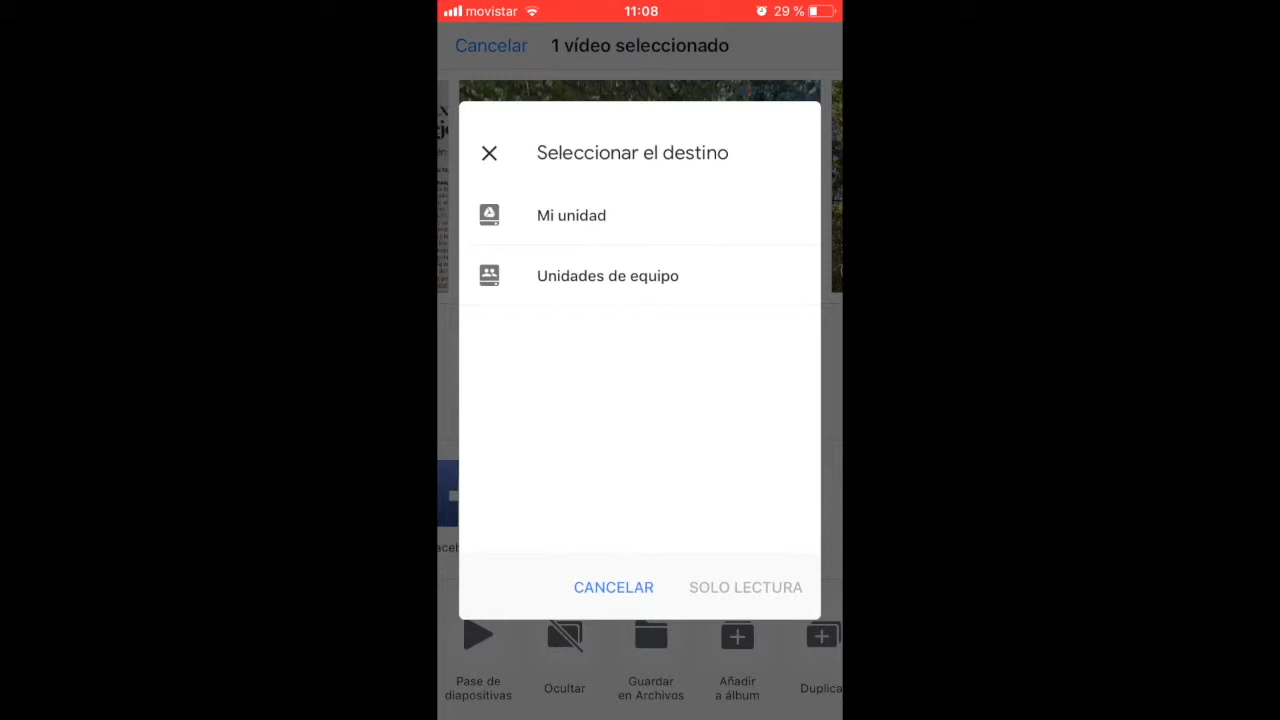 movistar 11:08 29 %
Cancelar 1 vídeo seleccionado
Seleccionar el destino
Mi unidad
Unidades de equipo
CANCELAR SOLO LECTURA
Pase de
diapositivas
Ocultar
Guardar
en Archivos
Añadir
a álbum
Duplica